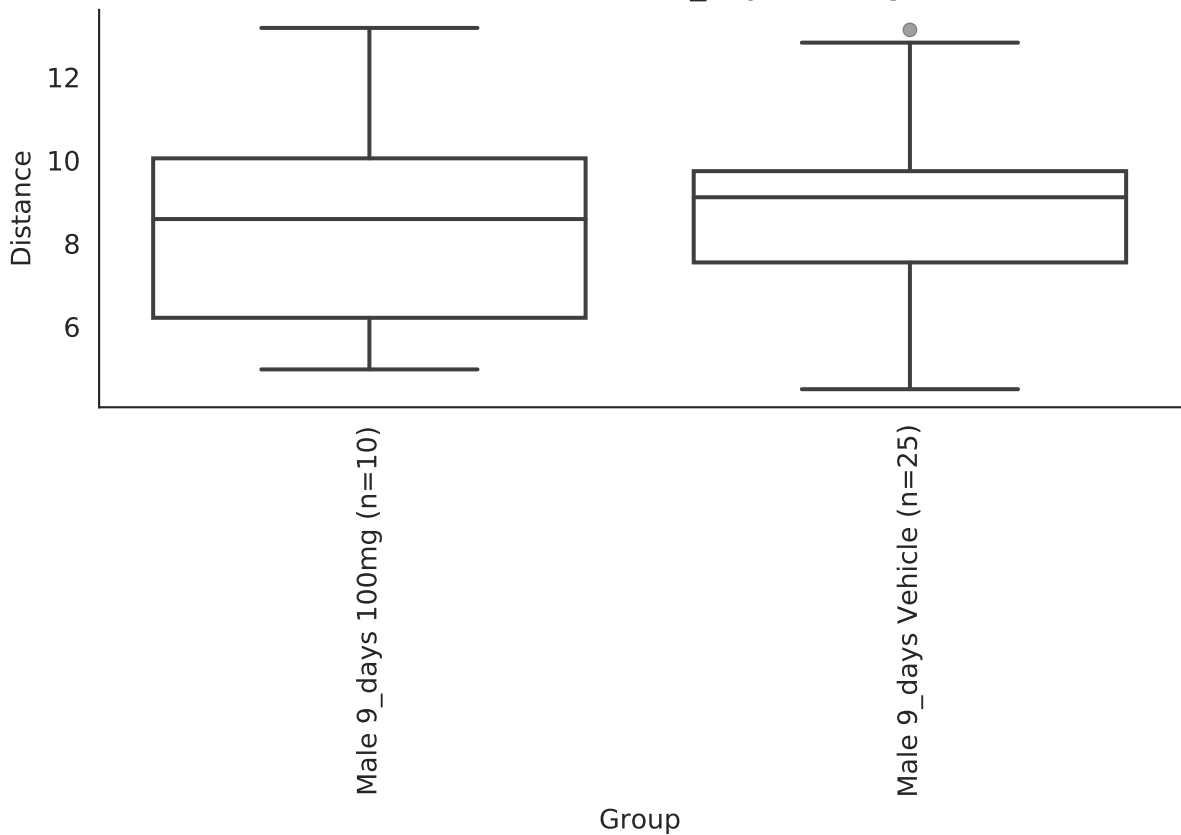 12
10
8
6
Distance
Male 9_days 100mg (n=10)
Male 9_days Vehicle (n=25)
Group